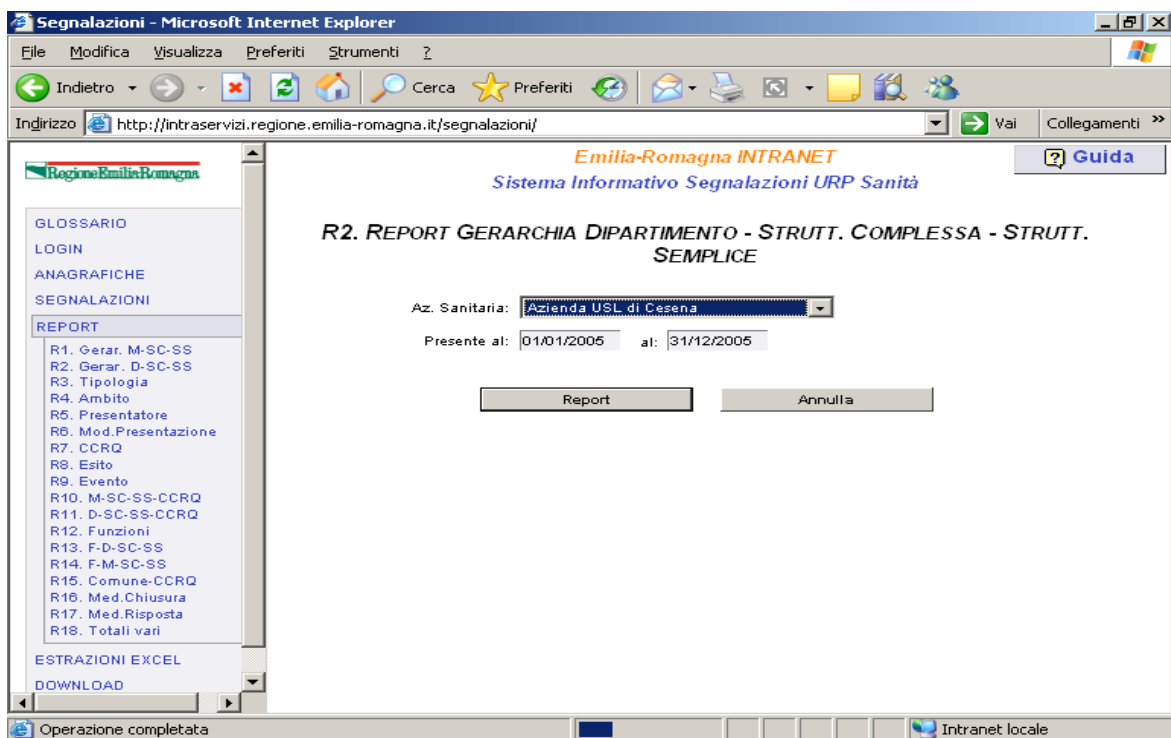 Segnalazioni - Microsoft Internet Explorer
File Modifica Visualizza Preferiti Strumenti ?
Indietro Cerca Preferiti
Indirizzo http://intraservizi.regione.emilia-romagna.it/segnalazioni/ Vai Collegamenti »
RegioneEmiliaRomagna
GLOSSARIO
LOGIN
ANAGRAFICHE
SEGNALAZIONI
REPORT
R1. Gerar. M-SC-SS
R2. Gerar. D-SC-SS
R3. Tipologia
R4. Ambito
R5. Presentatore
R6. Mod.Presentazione
R7. CCRQ
R8. Esito
R9. Evento
R10. M-SC-SS-CCRQ
R11. D-SC-SS-CCRQ
R12. Funzioni
R13. F-D-SC-SS
R14. F-M-SC-SS
R15. Comune-CCRQ
R16. Med.Chiusura
R17. Med.Risposta
R18. Totali vari
ESTRAZIONI EXCEL
DOWNLOAD
Emilia-Romagna INTRANET
Guida
Sistema Informativo Segnalazioni URP Sanità
R2. REPORT GERARCHIA DIPARTIMENTO - STRUTT. COMPLESSA - STRUTT.
SEMPLICE
Az. Sanitaria: Azienda USL di Cesena
Presente al: 01/01/2005 al: 31/12/2005
Report Annulla
Operazione completata Intranet locale